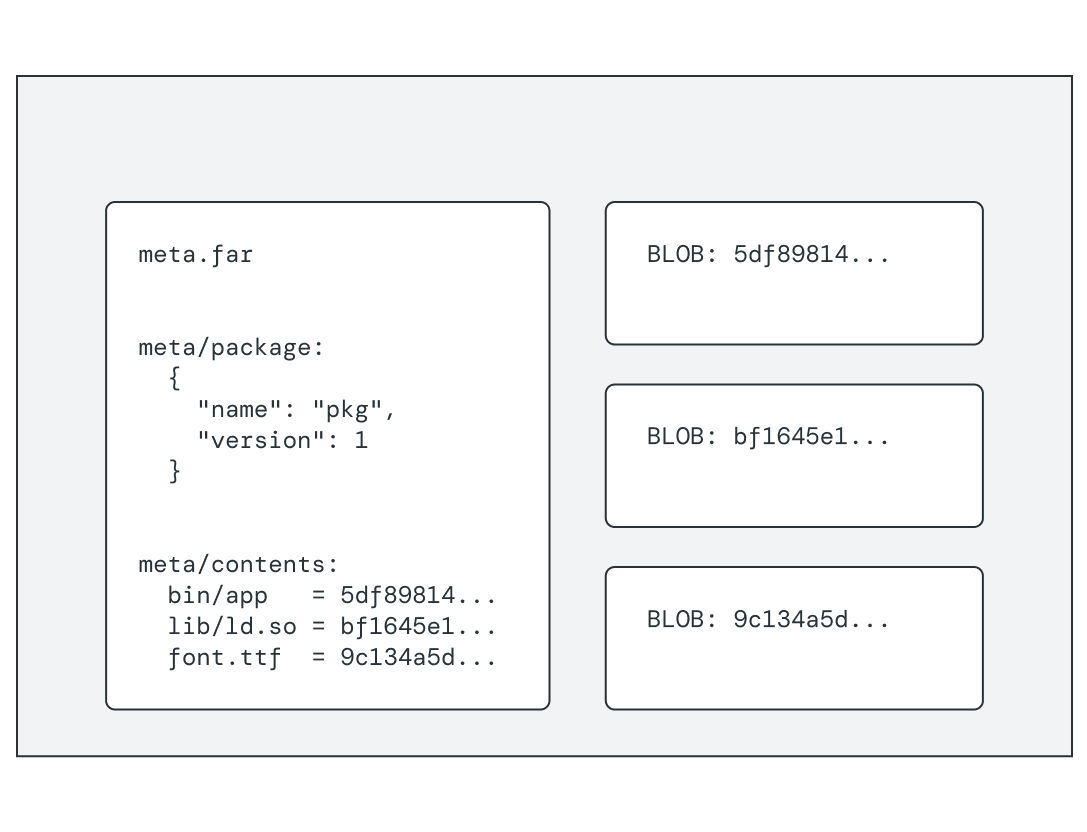 meta.far
meta/package:
  {
    "name": "pkg",
    "version": 1
  }
meta/contents:
  bin/app   = 5df89814...
  lib/ld.so = bf1645e1...
  font.ttf  = 9c134a5d...
BLOB: 5df89814...
BLOB: bf1645e1...
BLOB: 9c134a5d...